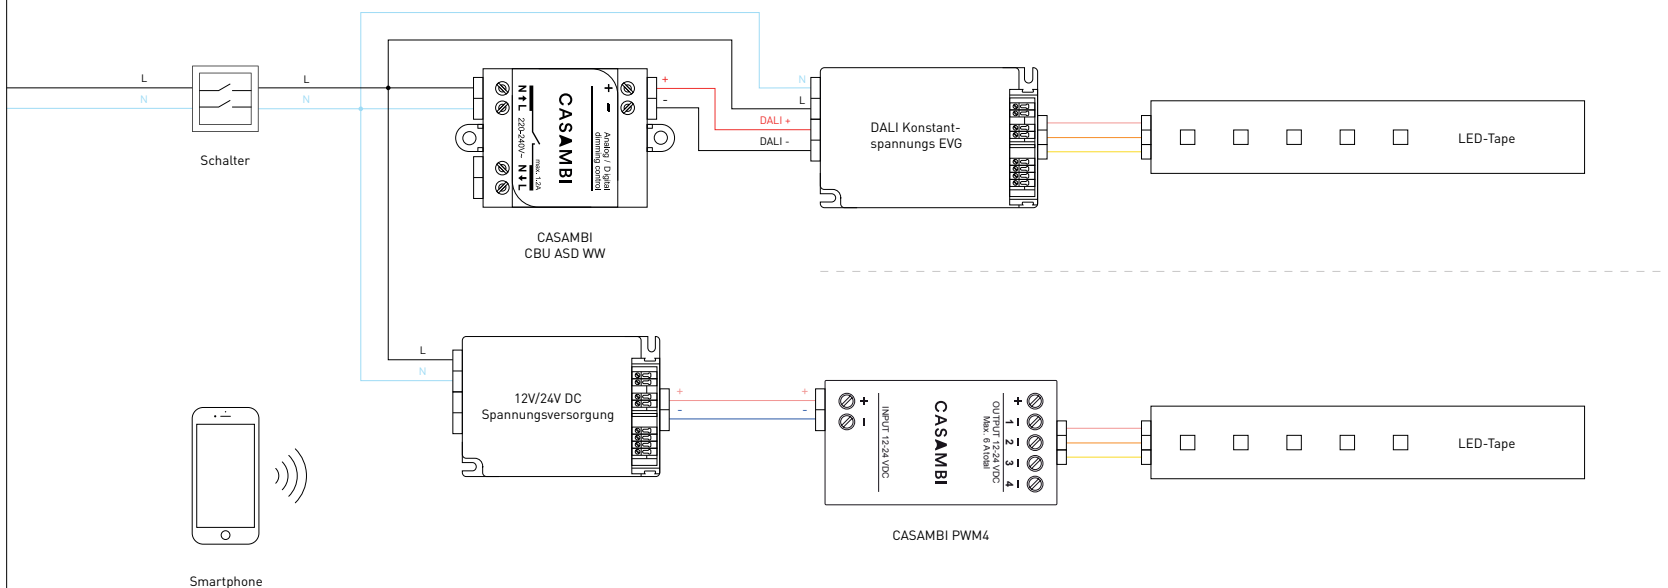 L
N
L
N
Schalter
N L
220-240V~
max. 1.2A
N L
CASAMBI
Analog / Digital
dimming control
+
-
+
-
CASAMBI
CBU ASD WW
N
L
DALI +
DALI -
DALI Konstant-
spannungs EVG
LED-Tape
L
N
12V/24V DC
Spannungsversorgung
+
-
+
-
+
-
INPUT 12-24 VDC
CASAMBI
OUTPUT 12-24 VDC
Max. 6 A total
+
1 -
2 -
3 -
4 -
CASAMBI PWM4
LED-Tape
Smartphone